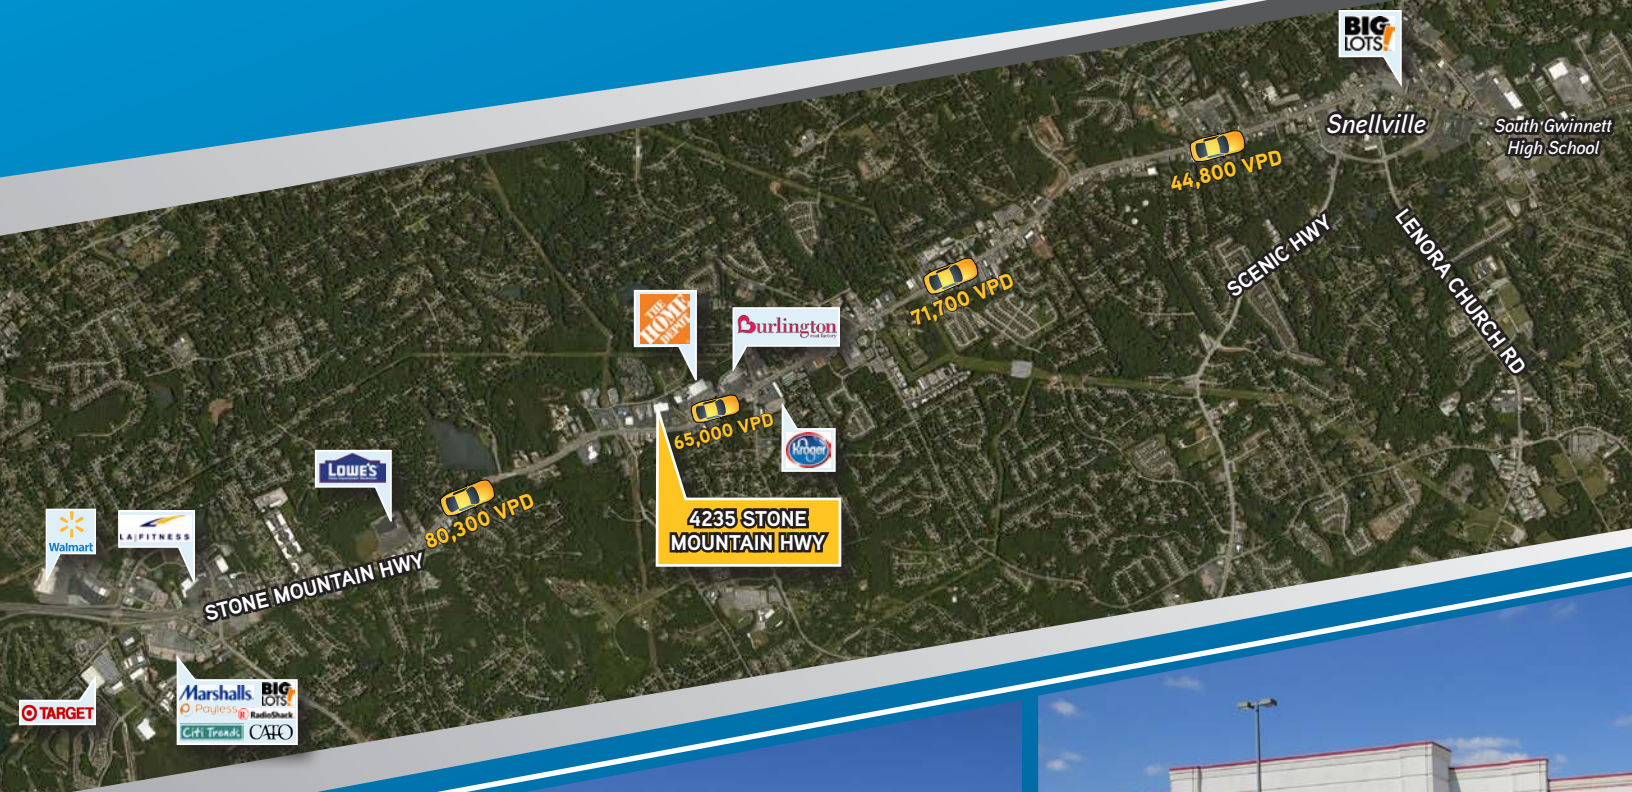 BIG
LOTS!
Snellville
South Gwinnett
High School
44,800 VPD
SCENIC HWY
LENORA CHURCH RD
71,700 VPD
THE
HOME
DEPOT
Burlington
coat factory
65,000 VPD
Kroger
4235 STONE
MOUNTAIN HWY
LOWE'S
80,300 VPD
Walmart
LA|FITNESS
STONE MOUNTAIN HWY
TARGET
Marshalls.
BIG
LOTS!
Payless
R RadioShack
Citi Trends
CATO